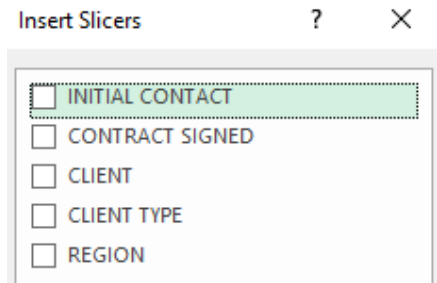 Insert Slicers ? ×
INITIAL CONTACT
CONTRACT SIGNED
CLIENT
CLIENT TYPE
REGION